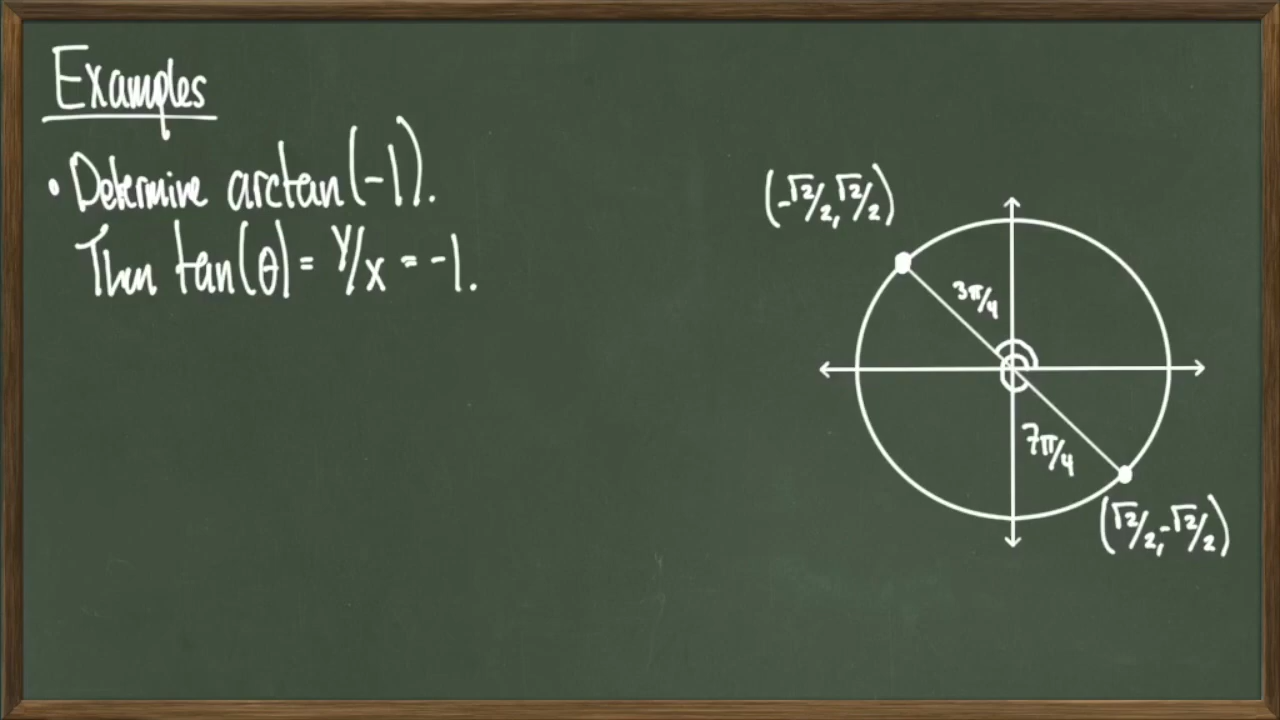 Examples
• Determine arctan(-1).
Then tan(θ) = y/x = -1.
(-√2/2, √2/2)
3π/4
7π/4
(√2/2, -√2/2)